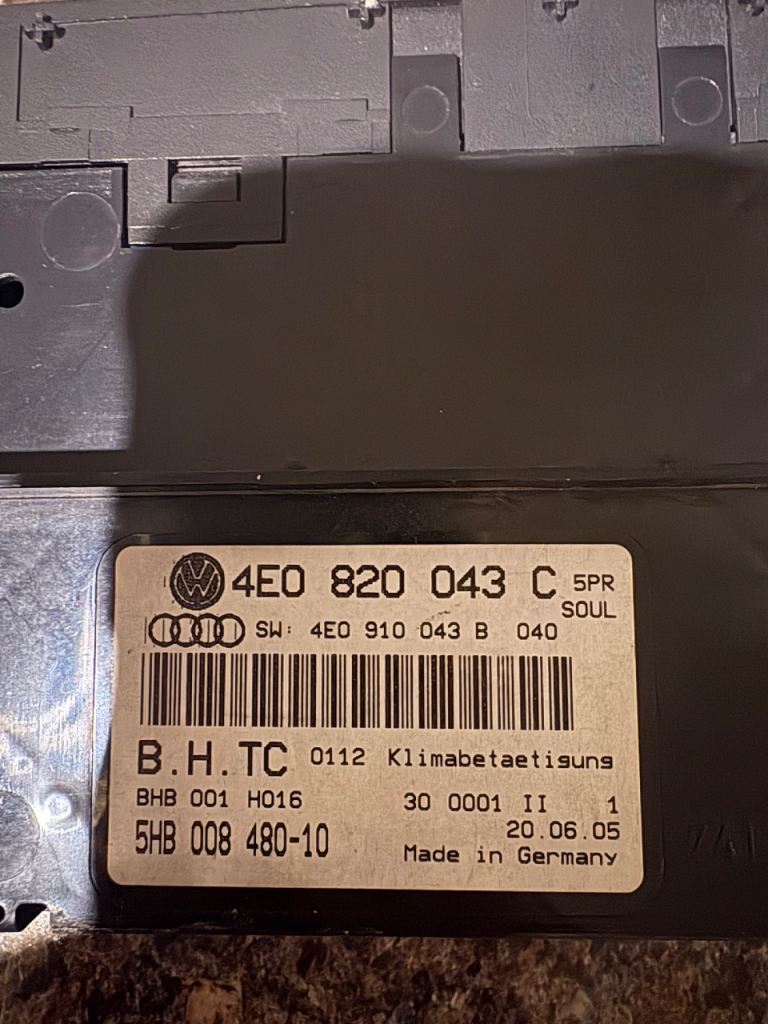 4E0 820 043 C 5PR
SOUL
SW: 4E0 910 043 B 040
B.H.TC 0112 Klimabetaetigung
BHB 001 H016 30 0001 II 1
5HB 008 480-10 20.06.05
Made in Germany